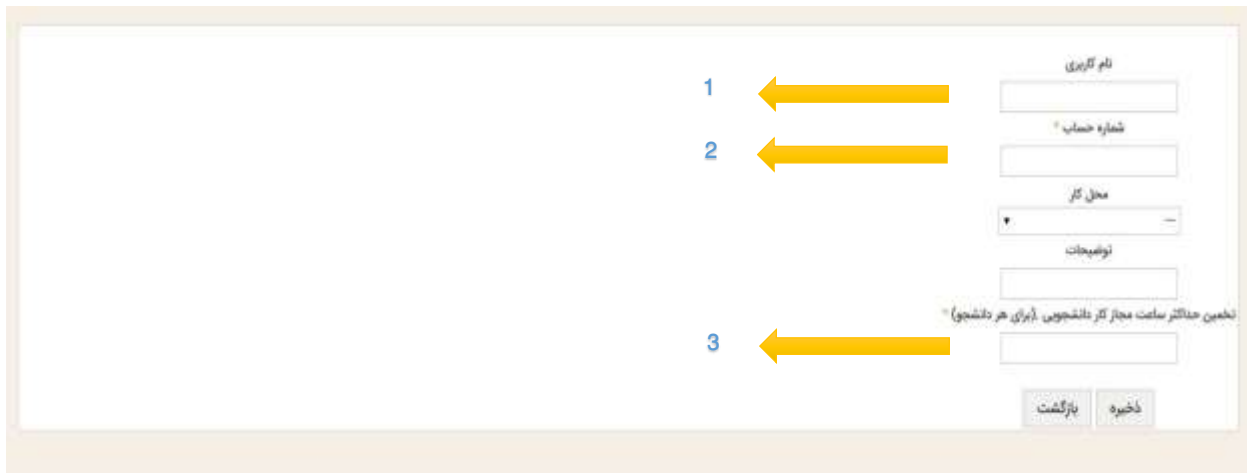 نام کاربری
1
شماره حساب *
2
محل کار
---
توضیحات
تخمین حداکثر ساعت مجاز کار دانشجویی .(برای هر دانشجو) *
3
ذخیره بازگشت